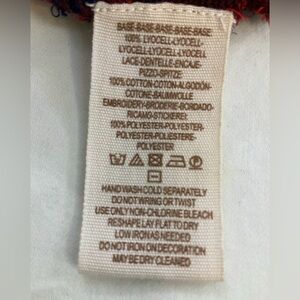 BASE-BASE-BASE-BASE-BASE
100% LYOCELL-LYOCELL-
LYOCELL-LYOCELL-LYOCELL
LACE-DENTELLE-ENCAJE-
PIZZO-SPITZE:
100% COTTON-COTON-ALGODON-
COTONE-BAUMWOLLE
EMBROIDERY-BRODERIE-BORDADO-
RICAMO-STICKEREI:
100% POLYESTER-POLYESTER-
POLYESTER-POLIESTERE-
POLYESTER
HAND WASH COLD SEPARATELY
DO NOT WRING OR TWIST
USE ONLY NON-CHLORINE BLEACH
RESHAPE LAY FLAT TO DRY
LOW IRON AS NEEDED
DO NOT IRON ON DECORATION
MAY BE DRY CLEANED